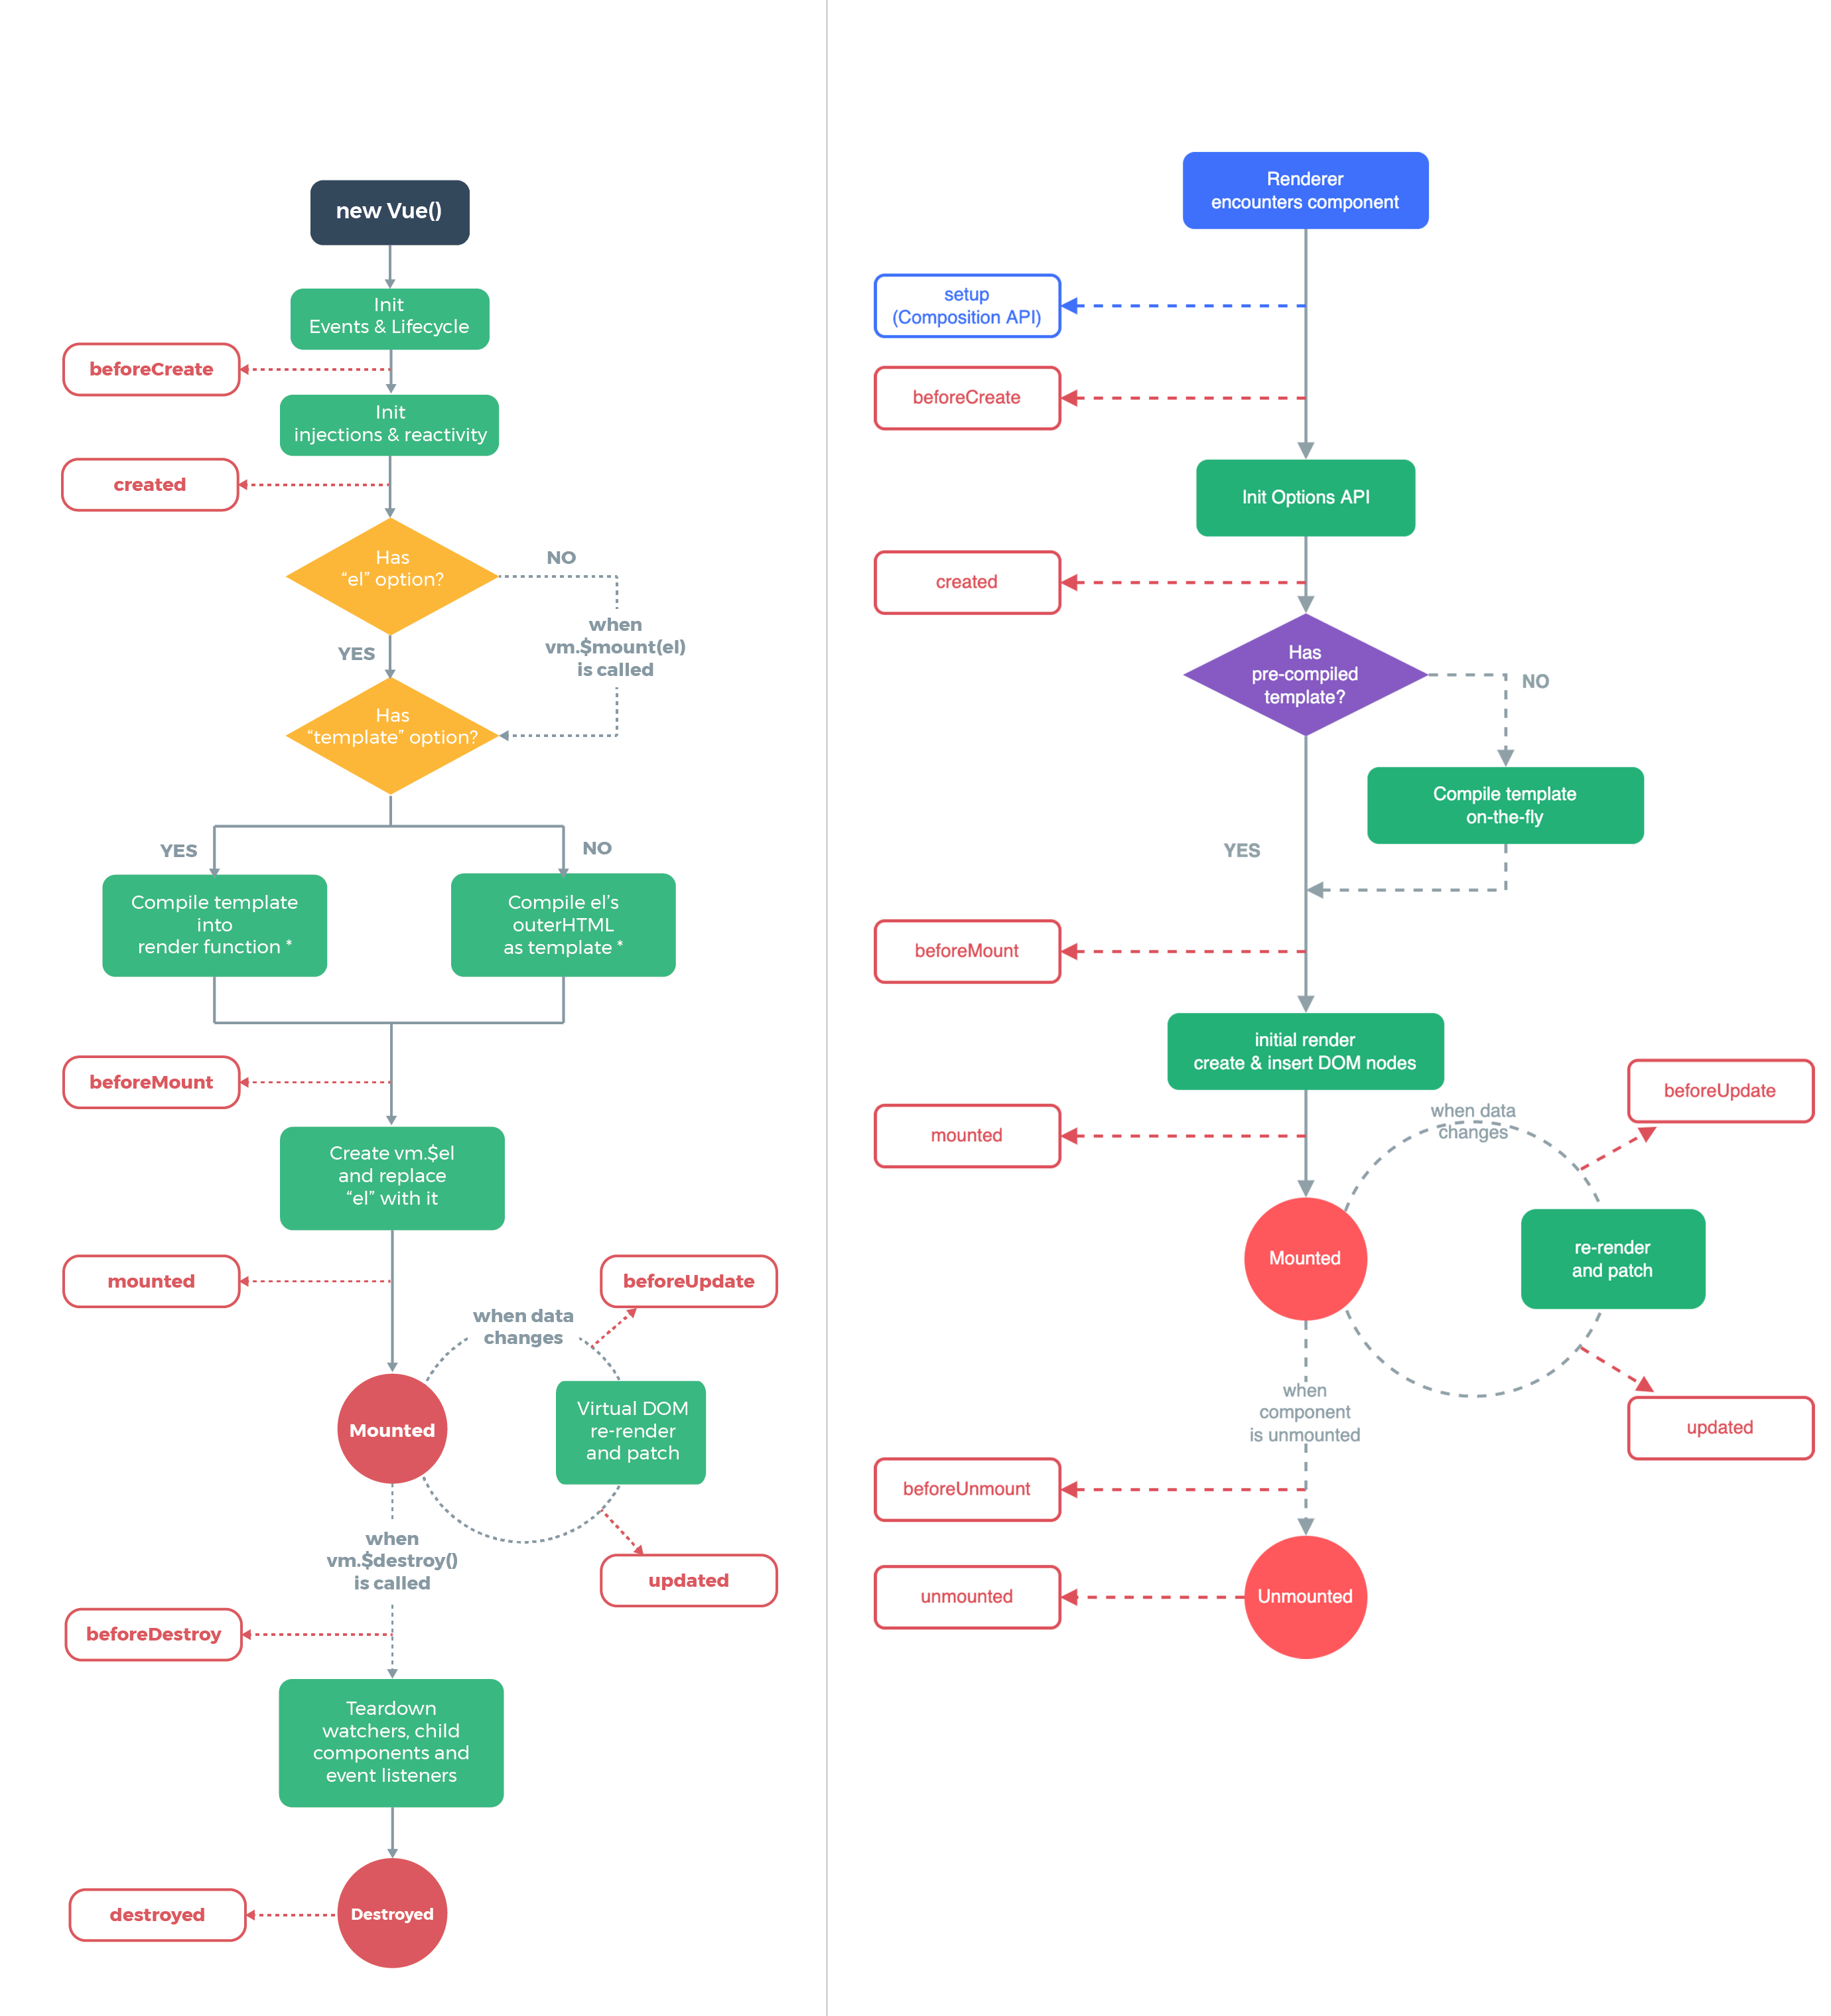 new Vue()
Init
Events & Lifecycle
beforeCreate
Init
injections & reactivity
created
Has
“el” option?
NO
when
vm.$mount(el)
is called
YES
Has
“template” option?
YES
NO
Compile template
into
render function *
Compile el’s
outerHTML
as template *
beforeMount
Create vm.$el
and replace
“el” with it
mounted
beforeUpdate
when data
changes
Mounted
Virtual DOM
re-render
and patch
when
vm.$destroy()
is called
updated
beforeDestroy
Teardown
watchers, child
components and
event listeners
destroyed
Destroyed
Renderer
encounters component
setup
(Composition API)
beforeCreate
Init Options API
created
Has
pre-compiled
template?
NO
Compile template
on-the-fly
YES
beforeMount
initial render
create & insert DOM nodes
beforeUpdate
when data
changes
mounted
Mounted
re-render
and patch
when
component
is unmounted
updated
beforeUnmount
unmounted
Unmounted